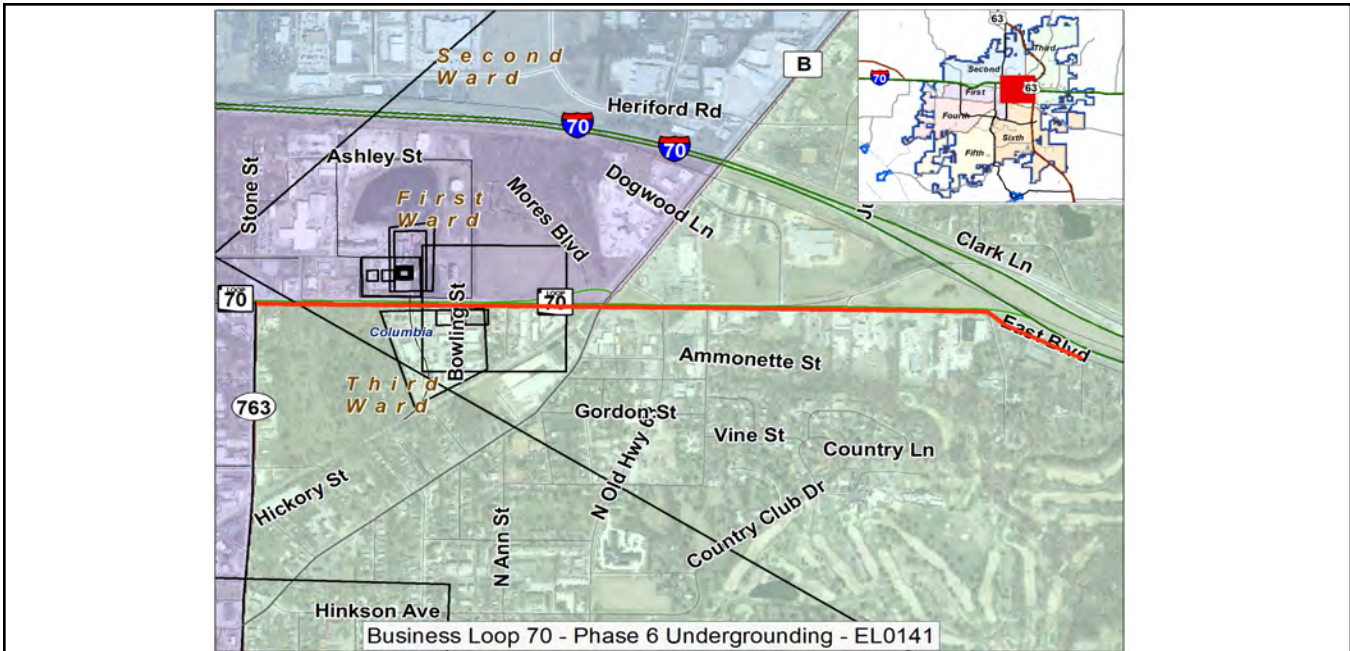 63
Third
Second
70
63
First
Fourth
Sixth
Fifth
Second
Ward
B
Heriford Rd
70
70
Stone St
Ashley St
First
Ward
Mores Blvd
Dogwood Ln
Clark Ln
LOOP
70
LOOP
70
Columbia
Bowling St
East Blvd
Ammonette St
Third
Ward
763
Gordon St
Vine St
Country Ln
N Old Hwy 63
Hickory St
Country Club Dr
N Ann St
Hinkson Ave
Business Loop 70 - Phase 6 Undergrounding - EL0141